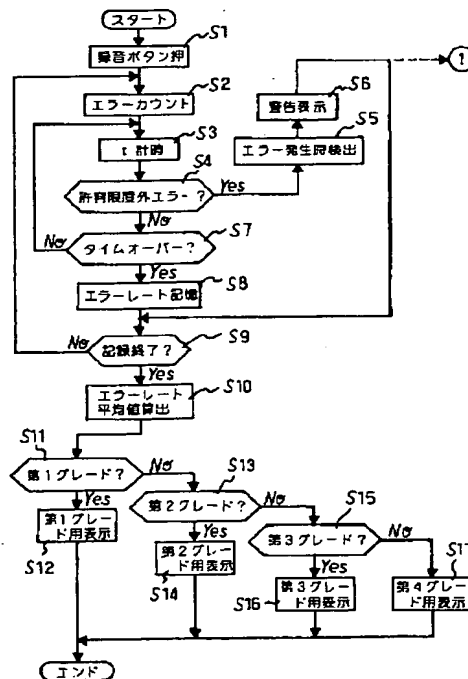 スタート
S1
録音ボタン押
S2
エラーカウント
S3
t 計時
S4
許容限度外エラー?
Yes
No
S5
エラー発生時検出
S6
警告表示
1
S7
タイムオーバー?
No
Yes
S8
エラーレート記憶
S9
記録終了?
No
Yes
S10
エラーレート
平均値算出
S11
第1グレード?
No
Yes
S12
第1グレー
ド用表示
S13
第2グレード?
No
Yes
S14
第2グレー
ド用表示
S15
第3グレード?
No
Yes
S16
第3グレー
ド用表示
第4グレー
ド用表示
エンド